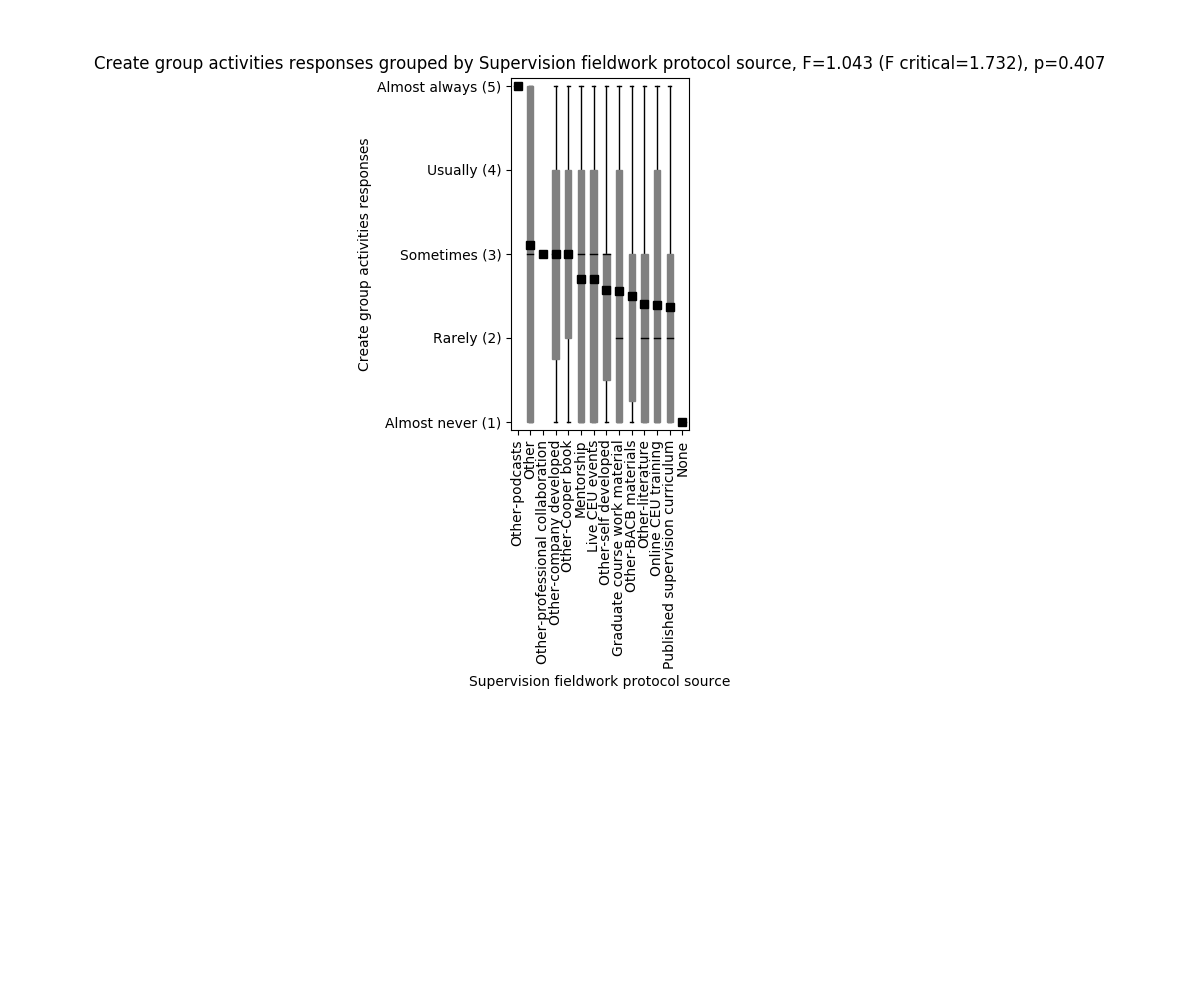 Create group activities responses grouped by Supervision fieldwork protocol source, F=1.043 (F critical=1.732), p=0.407
Create group activities responses
Almost always (5)
Usually (4)
Sometimes (3)
Rarely (2)
Almost never (1)
Other-podcasts
Other
Other-professional collaboration
Other-company developed
Other-Cooper book
Mentorship
Live CEU events
Other-self developed
Graduate course work material
Other-BACB materials
Other-literature
Online CEU training
Published supervision curriculum
None
Supervision fieldwork protocol source